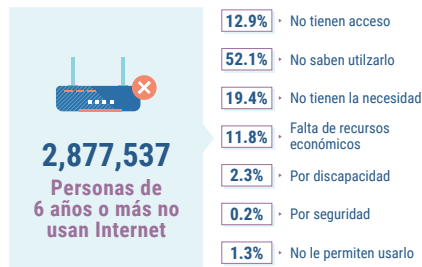 2,877,537
Personas de
6 años o más no
usan Internet
12.9% No tienen acceso
52.1% No saben utilzarlo
19.4% No tienen la necesidad
11.8% Falta de recursos
económicos
2.3% Por discapacidad
0.2% Por seguridad
1.3% No le permiten usarlo